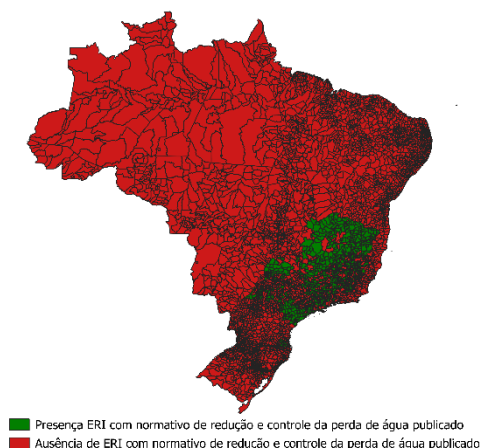 Presença ERI com normativo de redução e controle da perda de água publicado
Ausência de ERI com normativo de redução e controle da perda de água publicado